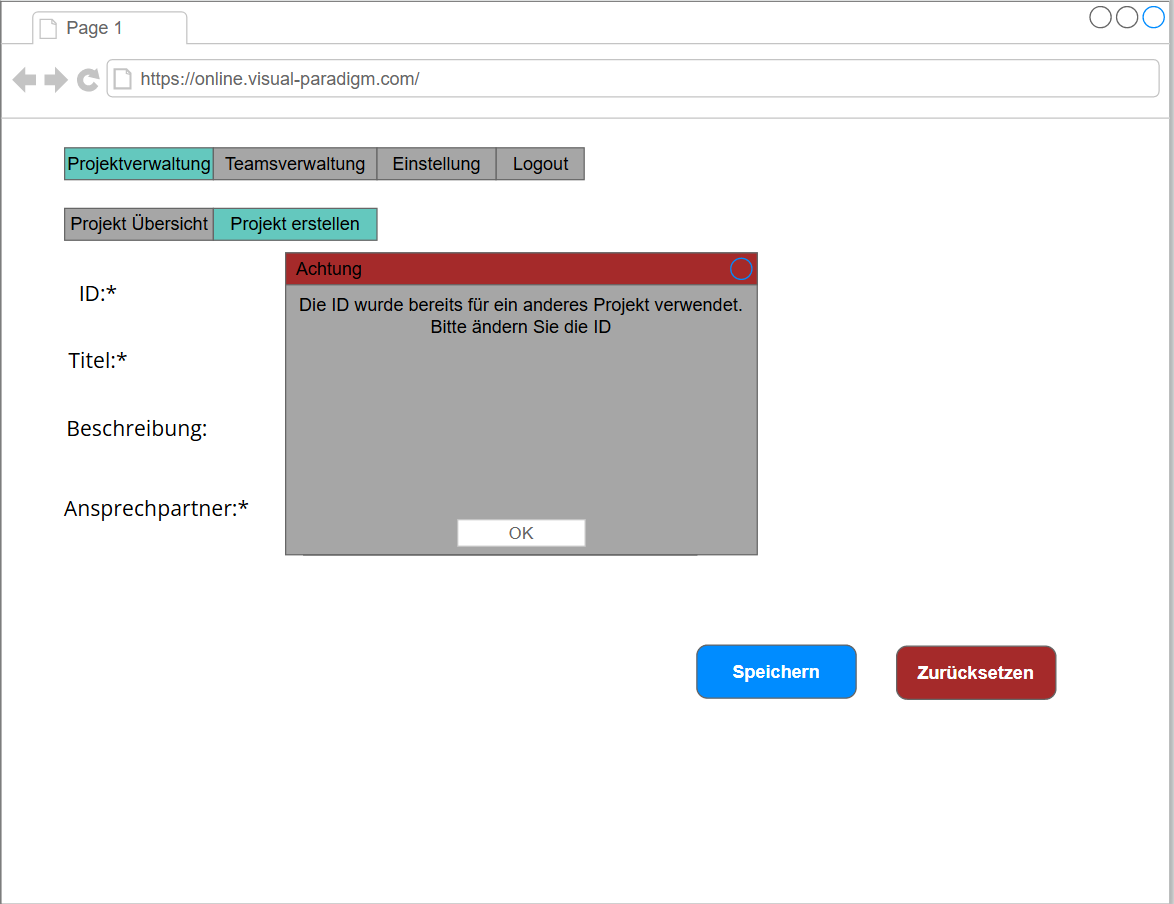 Page 1
https://online.visual-paradigm.com/
Projektverwaltung Teamsverwaltung Einstellung Logout
Projekt Übersicht Projekt erstellen
Achtung
ID:*
Die ID wurde bereits für ein anderes Projekt verwendet.
Bitte ändern Sie die ID
Titel:*
Beschreibung:
Ansprechpartner:*
OK
Speichern Zurücksetzen